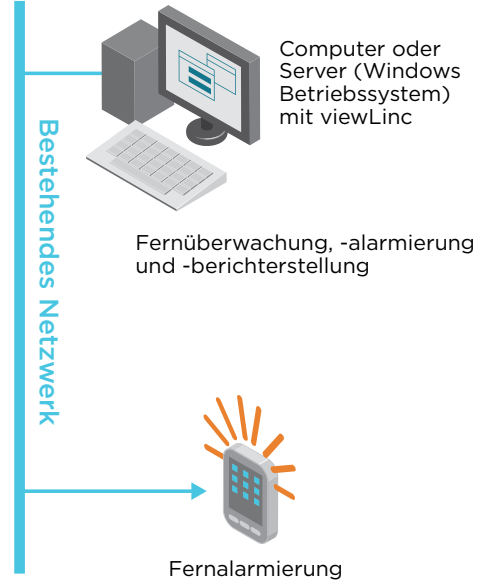 Computer oder
Server (Windows
Betriebssystem)
mit viewLinc
Bestehendes Netzwerk
Fernüberwachung, -alarmierung
und -berichterstellung
Fernalarmierung